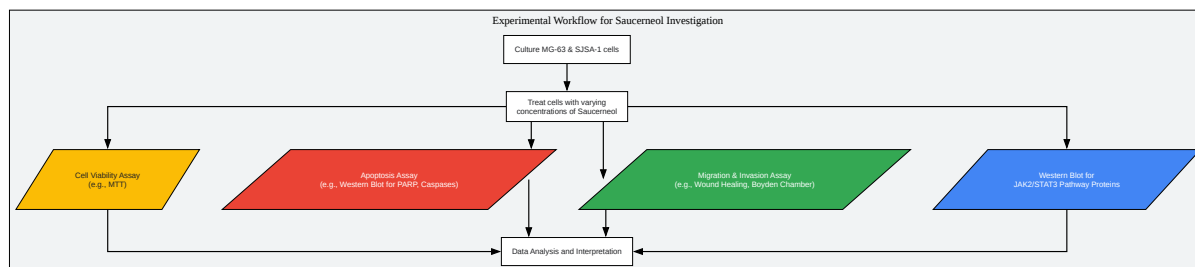 Experimental Workflow for Saucerneol Investigation
Culture MG-63 & SJSA-1 cells
Treat cells with varying
concentrations of Saucerneol
Cell Viability Assay
(e.g., MTT)
Apoptosis Assay
(e.g., Western Blot for PARP, Caspases)
Migration & Invasion Assay
(e.g., Wound Healing, Boyden Chamber)
Western Blot for
JAK2/STAT3 Pathway Proteins
Data Analysis and Interpretation